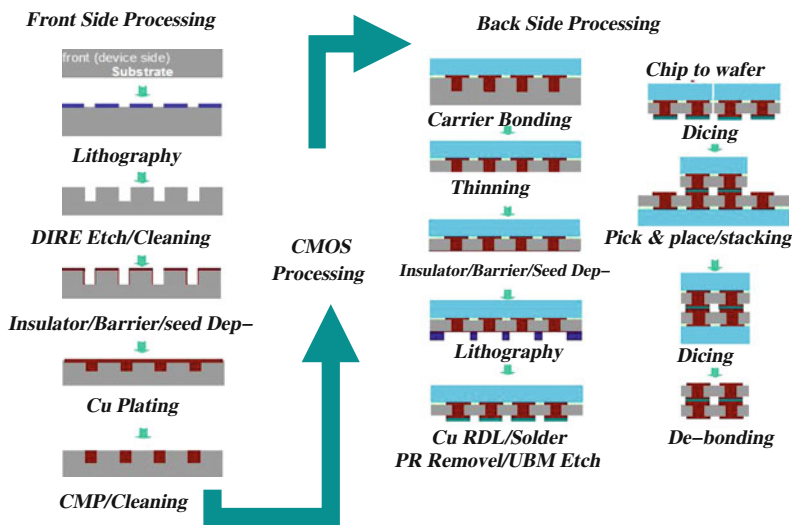 Front Side Processing
front (device side)
Substrate
Lithography
DIRE Etch/Cleaning
Insulator/Barrier/seed Dep-
Cu Plating
CMP/Cleaning
CMOS
Processing
Back Side Processing
Carrier Bonding
Thinning
Insulator/Barrier/Seed Dep-
Lithography
Cu RDL/Solder
PR Removel/UBM Etch
Chip to wafer
Dicing
Pick & place/stacking
Dicing
De-bonding